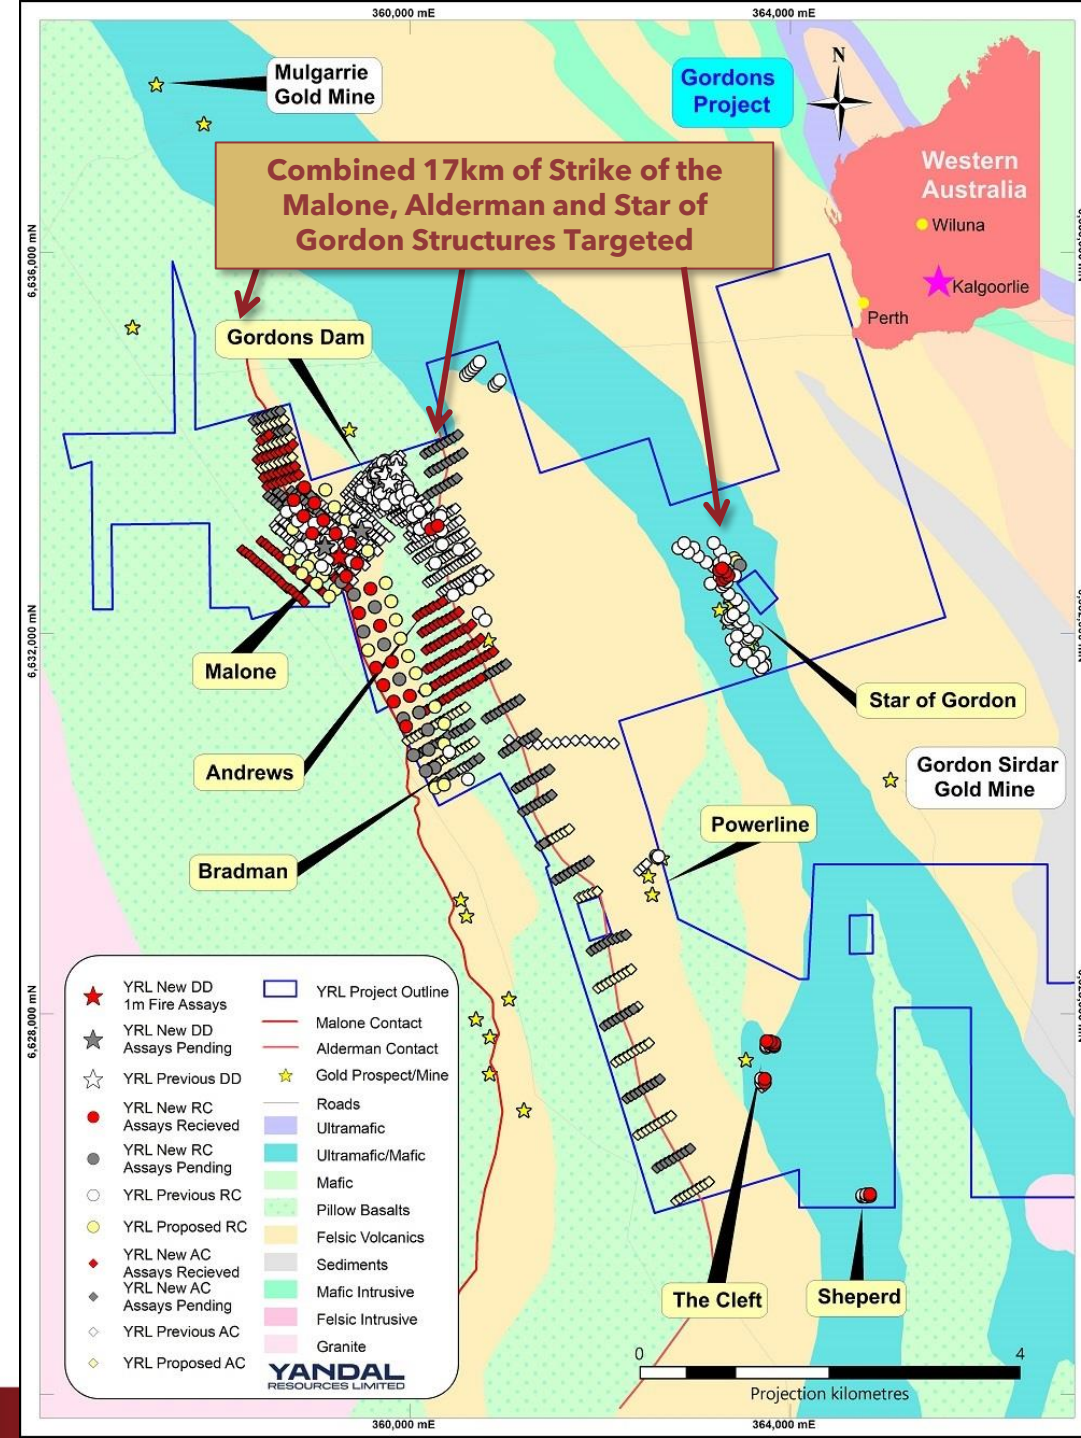 360,000 mE
364,000 mE
Mulgarrie
Gold Mine
Gordons
Project
N
Western
Australia
Wiluna
Kalgoorlie
Perth
Combined 17km of Strike of the
Malone, Alderman and Star of
Gordon Structures Targeted
6,636,000 mN
Gordons Dam
6,632,000 mN
Malone
Star of Gordon
Andrews
Gordon Sirdar
Gold Mine
Powerline
Bradman
6,628,000 mN
YRL New DD
1m Fire Assays
YRL New DD
Assays Pending
YRL Previous DD
YRL New RC
Assays Recieved
YRL New RC
Assays Pending
YRL Previous RC
YRL Proposed RC
YRL New AC
Assays Recieved
YRL New AC
Assays Pending
YRL Previous AC
YRL Proposed AC
YRL Project Outline
Malone Contact
Alderman Contact
Gold Prospect/Mine
Roads
Ultramafic
Ultramafic/Mafic
Mafic
Pillow Basalts
Felsic Volcanics
Sediments
Mafic Intrusive
Felsic Intrusive
Granite
YANDAL
RESOURCES LIMITED
The Cleft
Sheperd
0
4
Projection kilometres
360,000 mE
364,000 mE